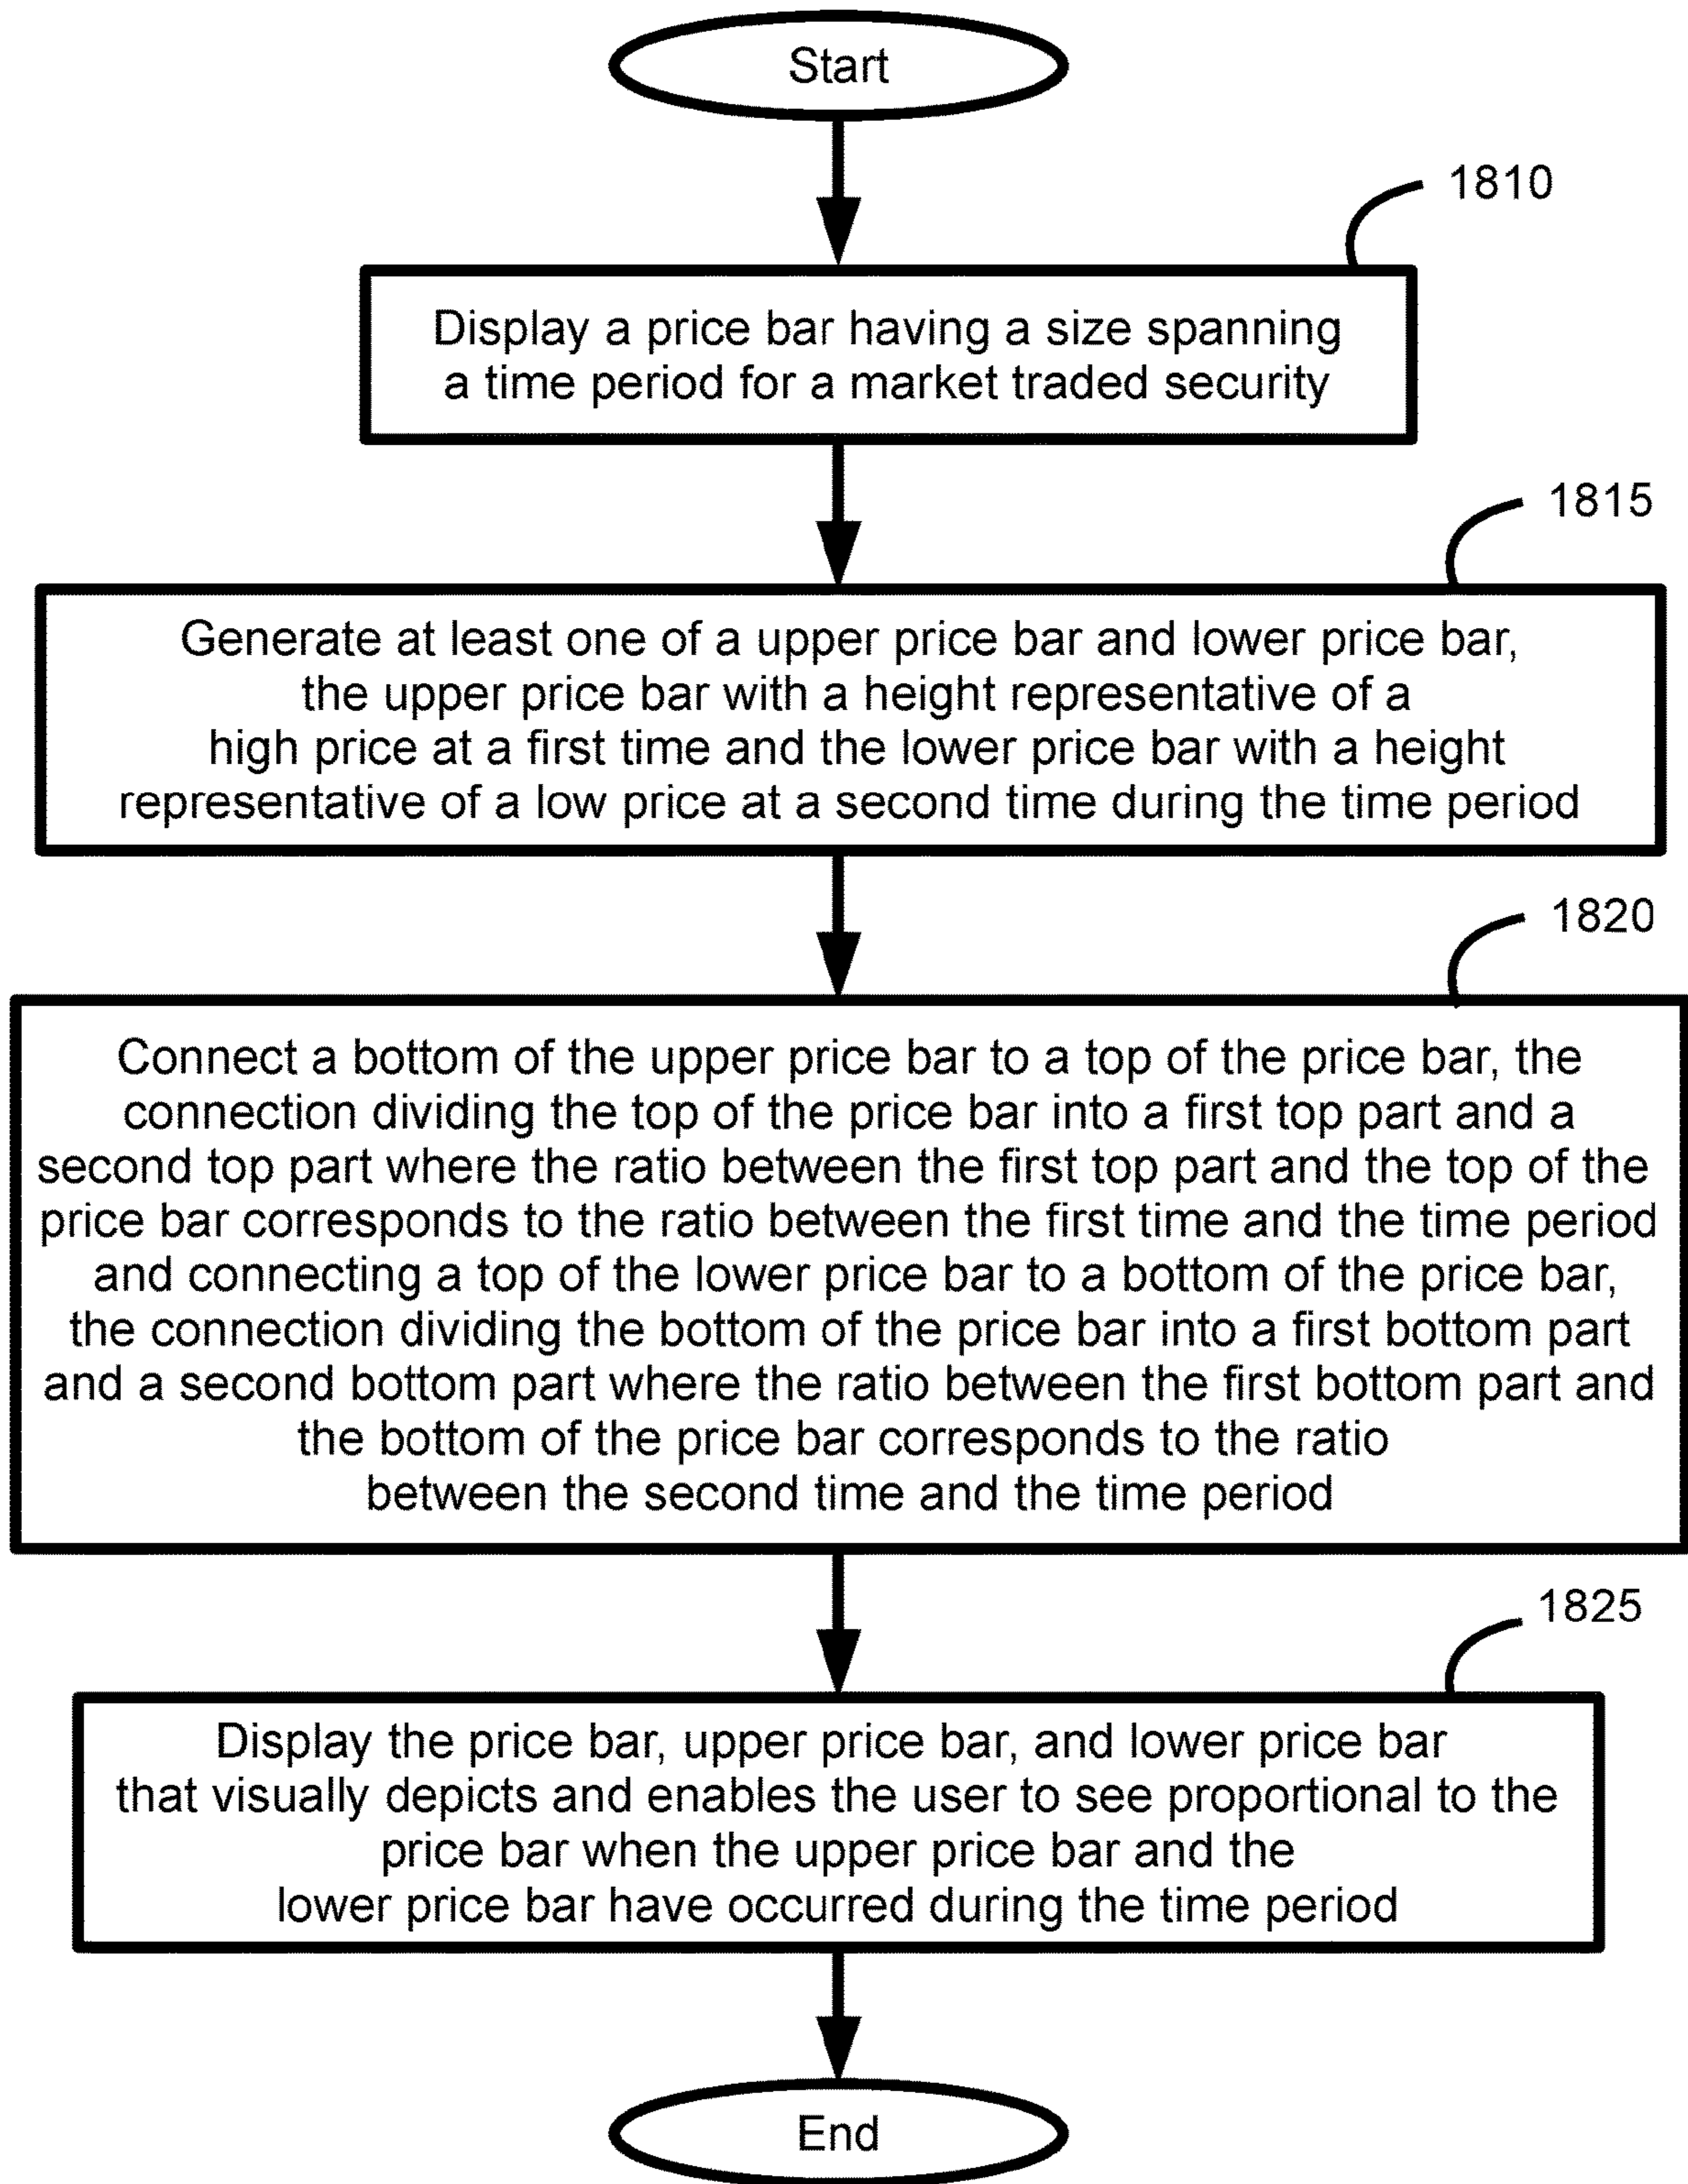 Start
1810
Display a price bar having a size spanning
a time period for a market traded security
1815
Generate at least one of a upper price bar and lower price bar,
the upper price bar with a height representative of a
high price at a first time and the lower price bar with a height
representative of a low price at a second time during the time period
1820
Connect a bottom of the upper price bar to a top of the price bar, the
connection dividing the top of the price bar into a first top part and a
second top part where the ratio between the first top part and the top of the
price bar corresponds to the ratio between the first time and the time period
and connecting a top of the lower price bar to a bottom of the price bar,
the connection dividing the bottom of the price bar into a first bottom part
and a second bottom part where the ratio between the first bottom part and
the bottom of the price bar corresponds to the ratio
between the second time and the time period
1825
Display the price bar, upper price bar, and lower price bar
that visually depicts and enables the user to see proportional to the
price bar when the upper price bar and the
lower price bar have occurred during the time period
End